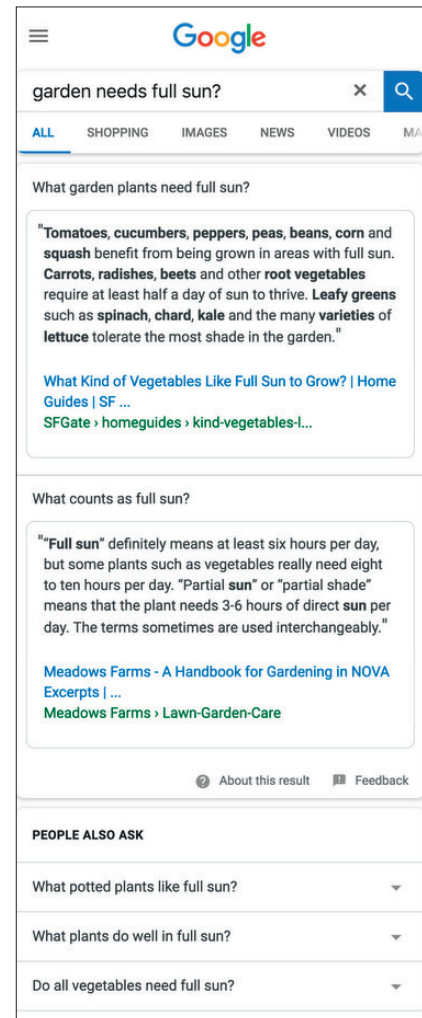 Google
garden needs full sun?
ALL SHOPPING IMAGES NEWS VIDEOS MA
What garden plants need full sun?
"Tomatoes, cucumbers, peppers, peas, beans, corn and
squash benefit from being grown in areas with full sun.
Carrots, radishes, beets and other root vegetables
require at least half a day of sun to thrive. Leafy greens
such as spinach, chard, kale and the many varieties of
lettuce tolerate the most shade in the garden."
What Kind of Vegetables Like Full Sun to Grow? | Home
Guides | SF ...
SFGate › homeguides › kind-vegetables-l...
What counts as full sun?
"“Full sun” definitely means at least six hours per day,
but some plants such as vegetables really need eight
to ten hours per day. “Partial sun” or “partial shade”
means that the plant needs 3-6 hours of direct sun per
day. The terms sometimes are used interchangeably."
Meadows Farms - A Handbook for Gardening in NOVA
Excerpts | ...
Meadows Farms › Lawn-Garden-Care
About this result Feedback
PEOPLE ALSO ASK
What potted plants like full sun?
What plants do well in full sun?
Do all vegetables need full sun?